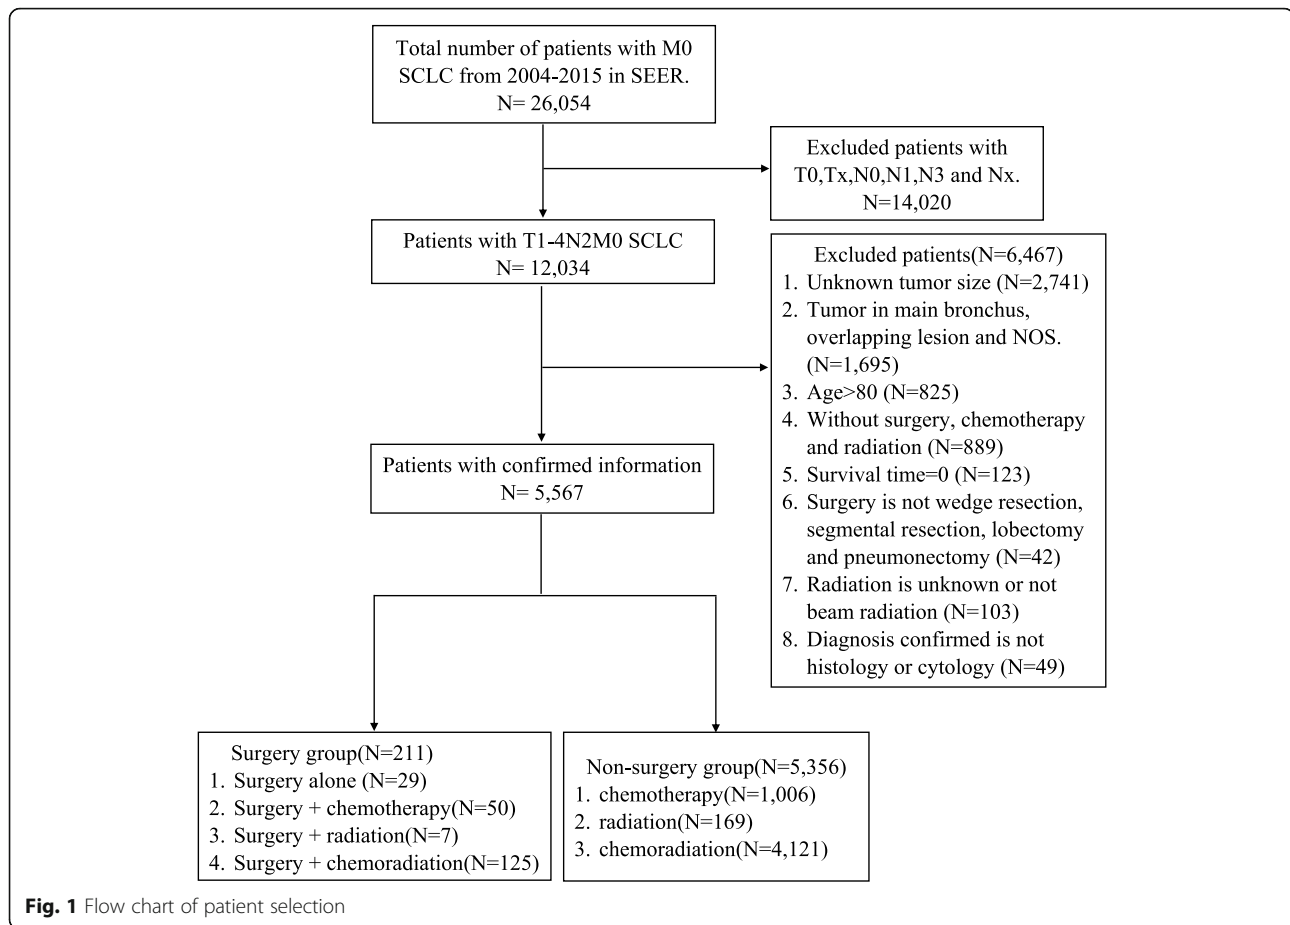 Total number of patients with M0
SCLC from 2004-2015 in SEER.
N= 26,054
Excluded patients with
T0,Tx,N0,N1,N3 and Nx.
N=14,020
Patients with T1-4N2M0 SCLC
N= 12,034
Excluded patients(N=6,467)
1. Unknown tumor size (N=2,741)
2. Tumor in main bronchus,
overlapping lesion and NOS.
(N=1,695)
3. Age>80 (N=825)
4. Without surgery, chemotherapy
and radiation (N=889)
5. Survival time=0 (N=123)
6. Surgery is not wedge resection,
segmental resection, lobectomy
and pneumonectomy (N=42)
7. Radiation is unknown or not
beam radiation (N=103)
8. Diagnosis confirmed is not
histology or cytology (N=49)
Patients with confirmed information
N= 5,567
Surgery group(N=211)
1. Surgery alone (N=29)
2. Surgery + chemotherapy(N=50)
3. Surgery + radiation(N=7)
4. Surgery + chemoradiation(N=125)
Non-surgery group(N=5,356)
1. chemotherapy(N=1,006)
2. radiation(N=169)
3. chemoradiation(N=4,121)
Fig. 1 Flow chart of patient selection